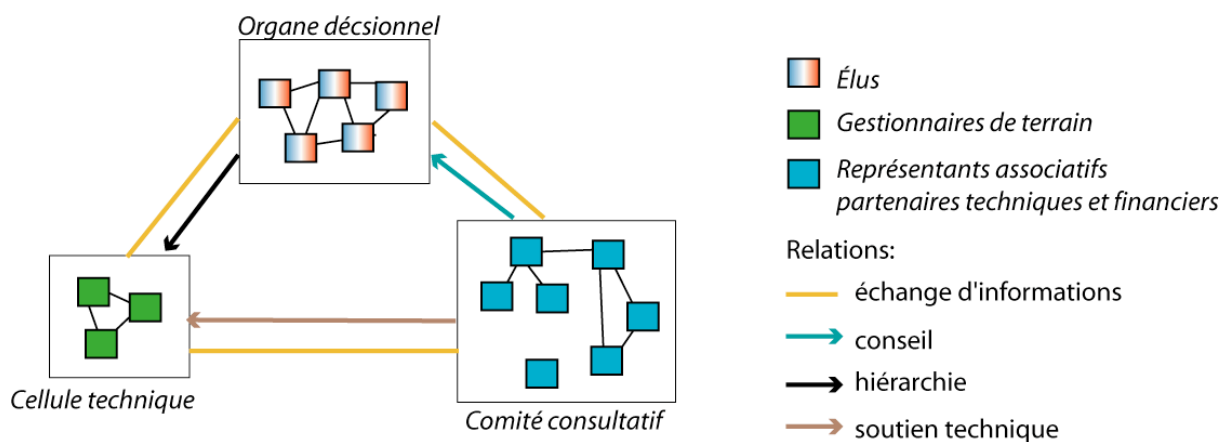 Organe décsionnel
Élus
Gestionnaires de terrain
Représentants associatifs
partenaires techniques et financiers
Relations:
échange d'informations
conseil
hiérarchie
soutien technique
Cellule technique
Comité consultatif